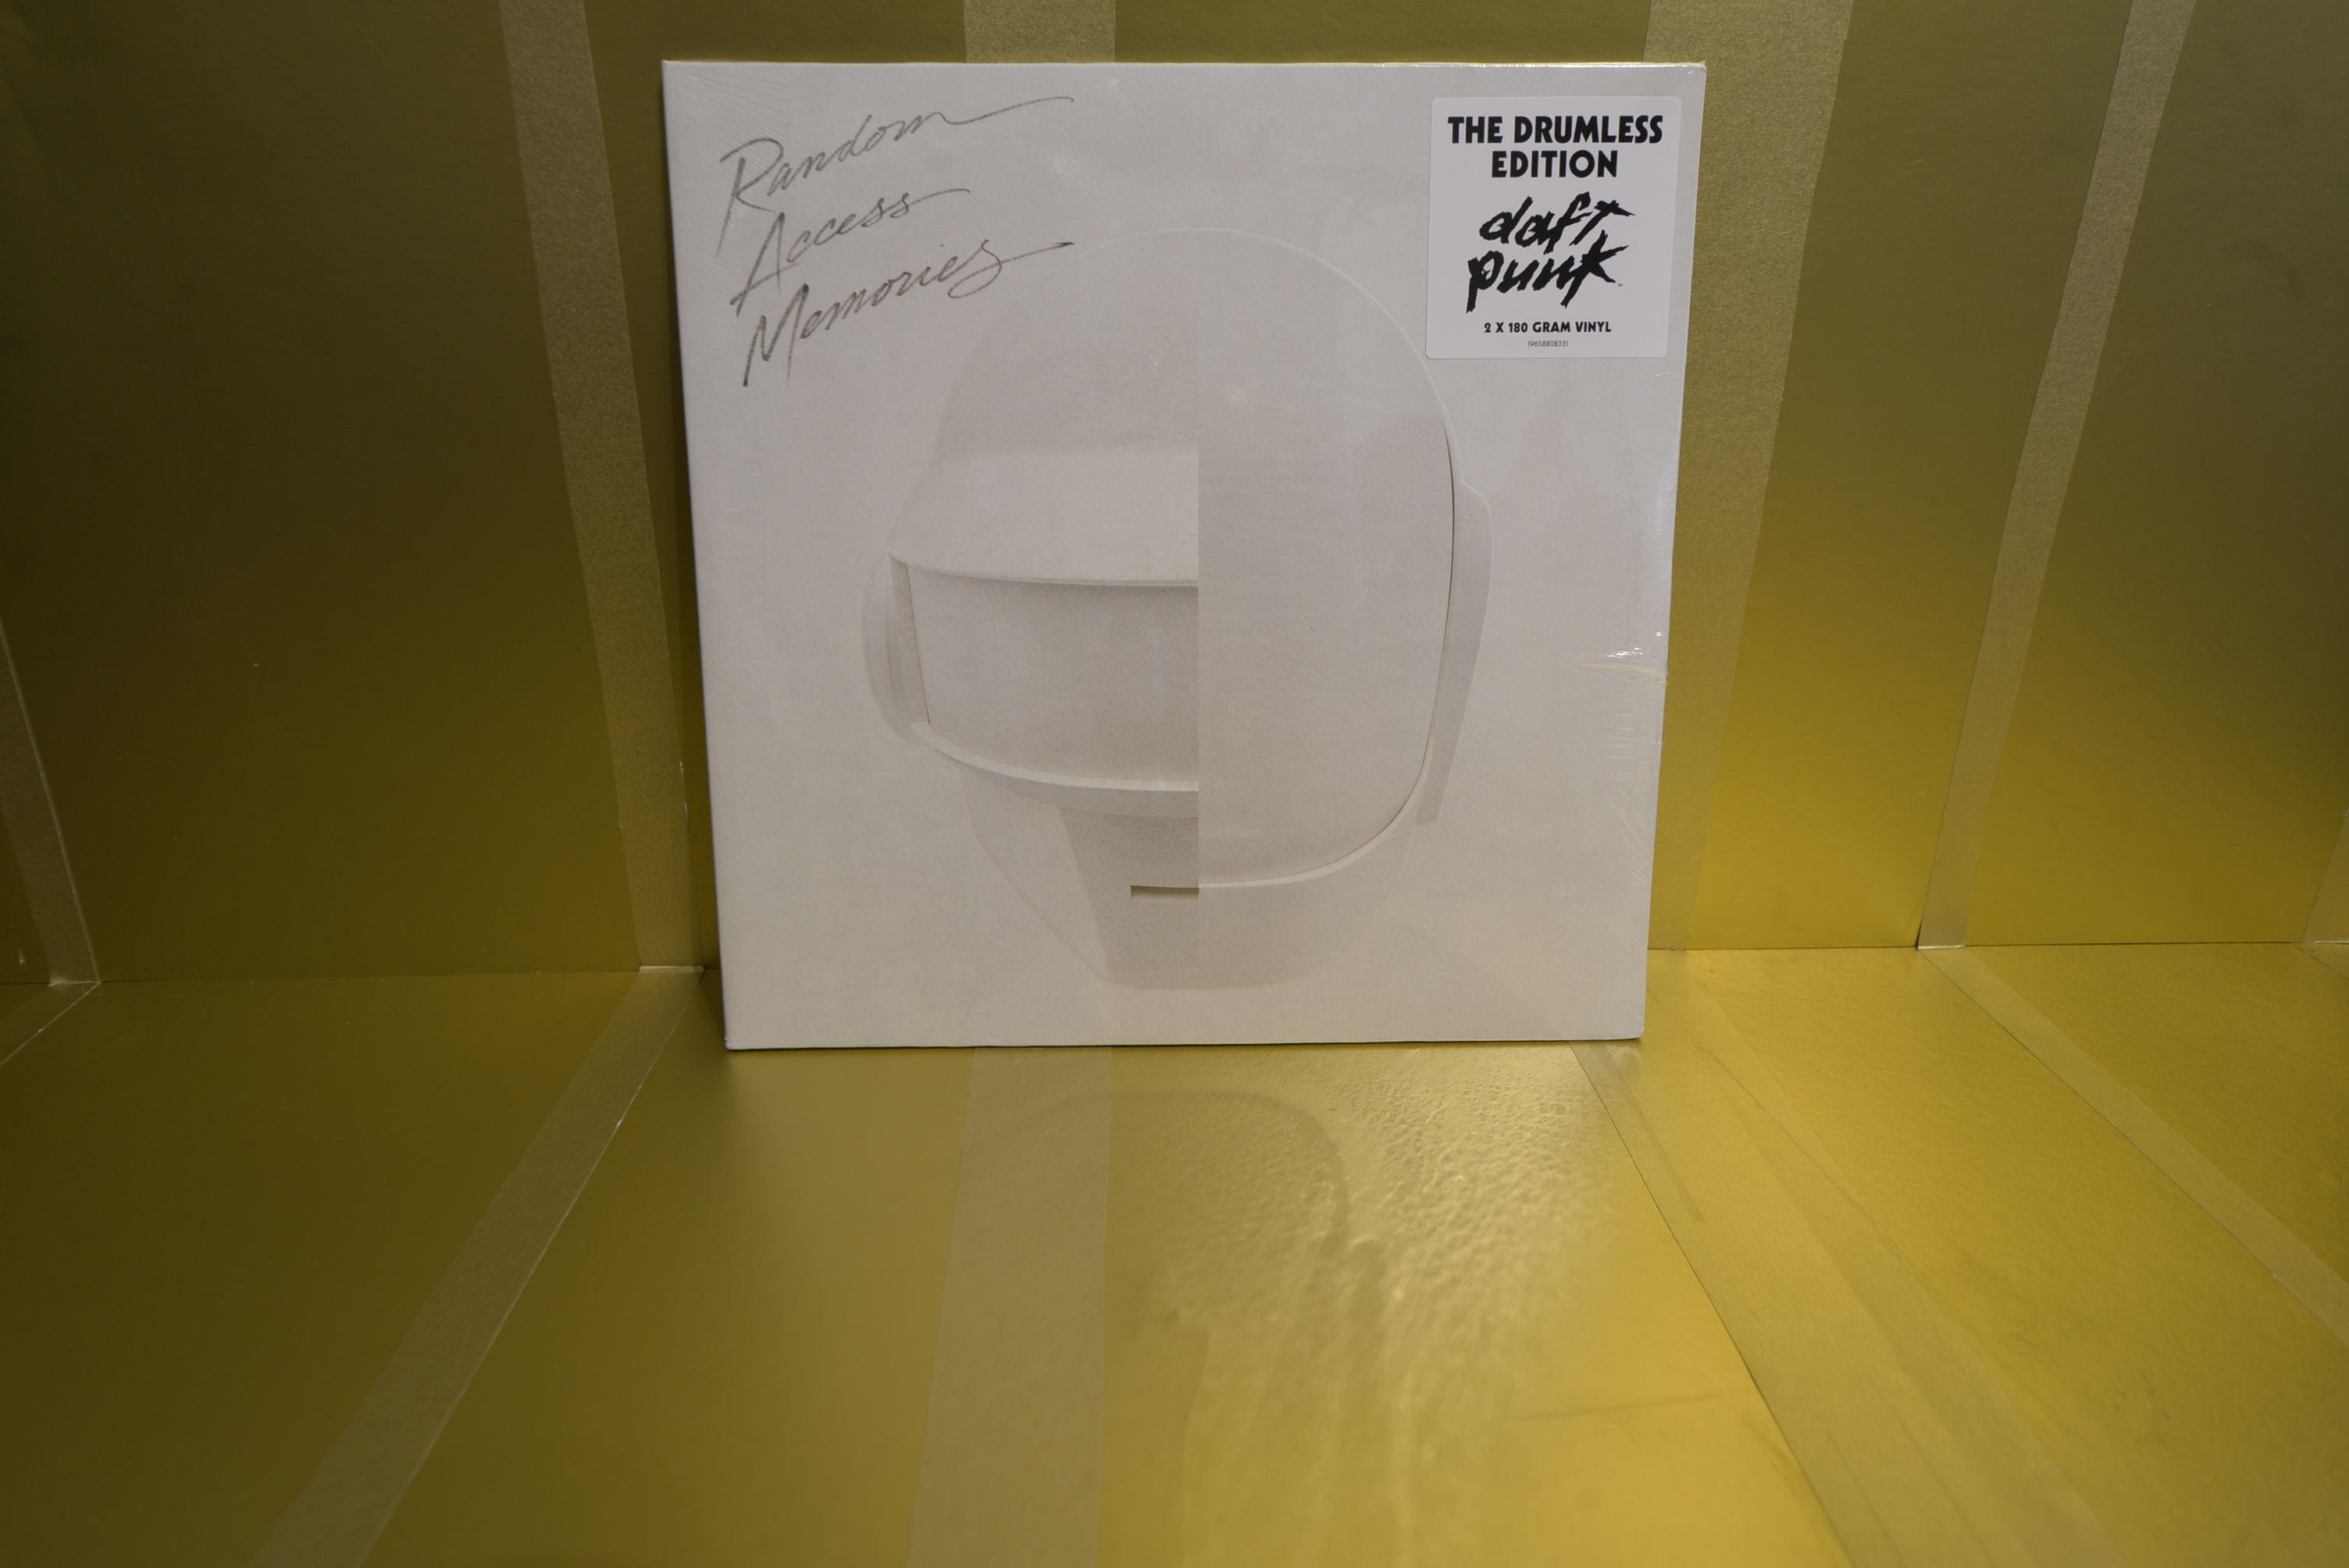 Random
Access
Memories
THE DRUMLESS
EDITION
daft
punk
2 X 180 GRAM VINYL
19658808331